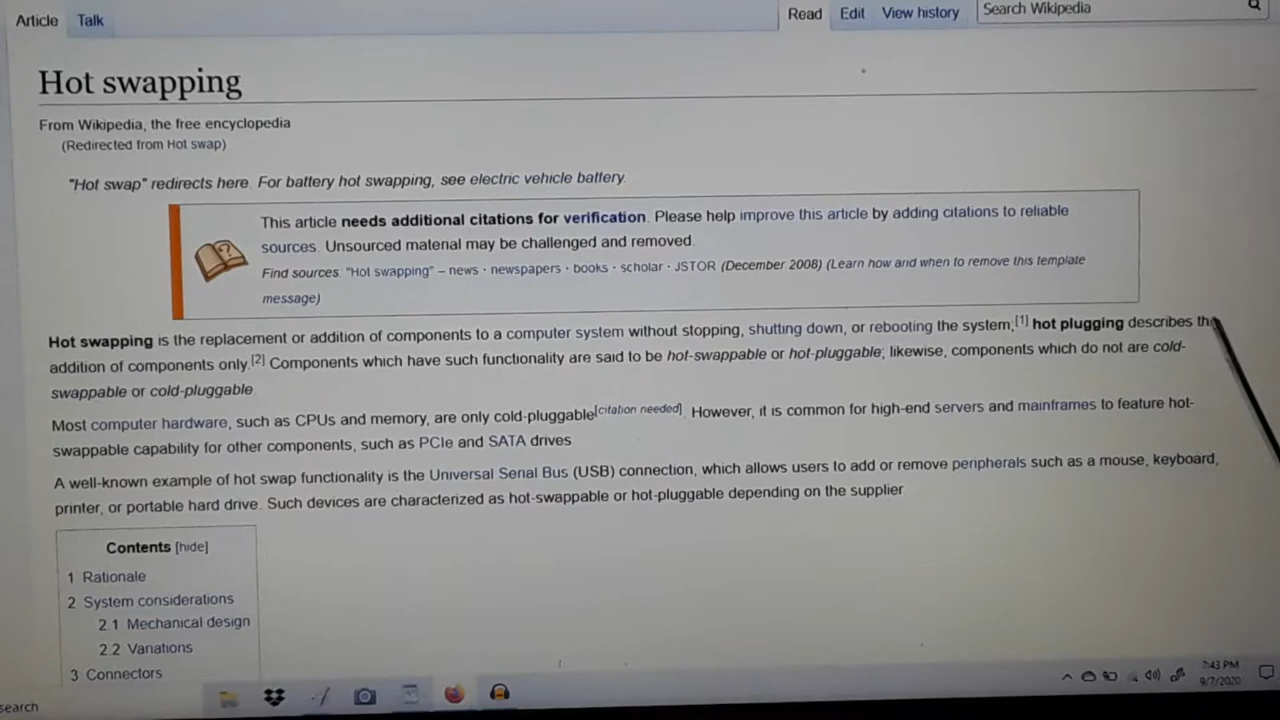 Article Talk Read Edit View history Search Wikipedia
Hot swapping
From Wikipedia, the free encyclopedia
(Redirected from Hot swap)
"Hot swap" redirects here. For battery hot swapping, see electric vehicle battery.
This article needs additional citations for verification. Please help improve this article by adding citations to reliable
sources. Unsourced material may be challenged and removed.
Find sources: "Hot swapping" – news · newspapers · books · scholar · JSTOR (December 2008) (Learn how and when to remove this template
message)
Hot swapping is the replacement or addition of components to a computer system without stopping, shutting down, or rebooting the system;[1] hot plugging describes the
addition of components only.[2] Components which have such functionality are said to be hot-swappable or hot-pluggable; likewise, components which do not are cold-
swappable or cold-pluggable.
Most computer hardware, such as CPUs and memory, are only cold-pluggable[citation needed]. However, it is common for high-end servers and mainframes to feature hot-
swappable capability for other components, such as PCIe and SATA drives
A well-known example of hot swap functionality is the Universal Serial Bus (USB) connection, which allows users to add or remove peripherals such as a mouse, keyboard,
printer, or portable hard drive. Such devices are characterized as hot-swappable or hot-pluggable depending on the supplier
Contents [hide]
1 Rationale
2 System considerations
2.1 Mechanical design
2.2 Variations
3 Connectors
search
7:43 PM
9/7/2020